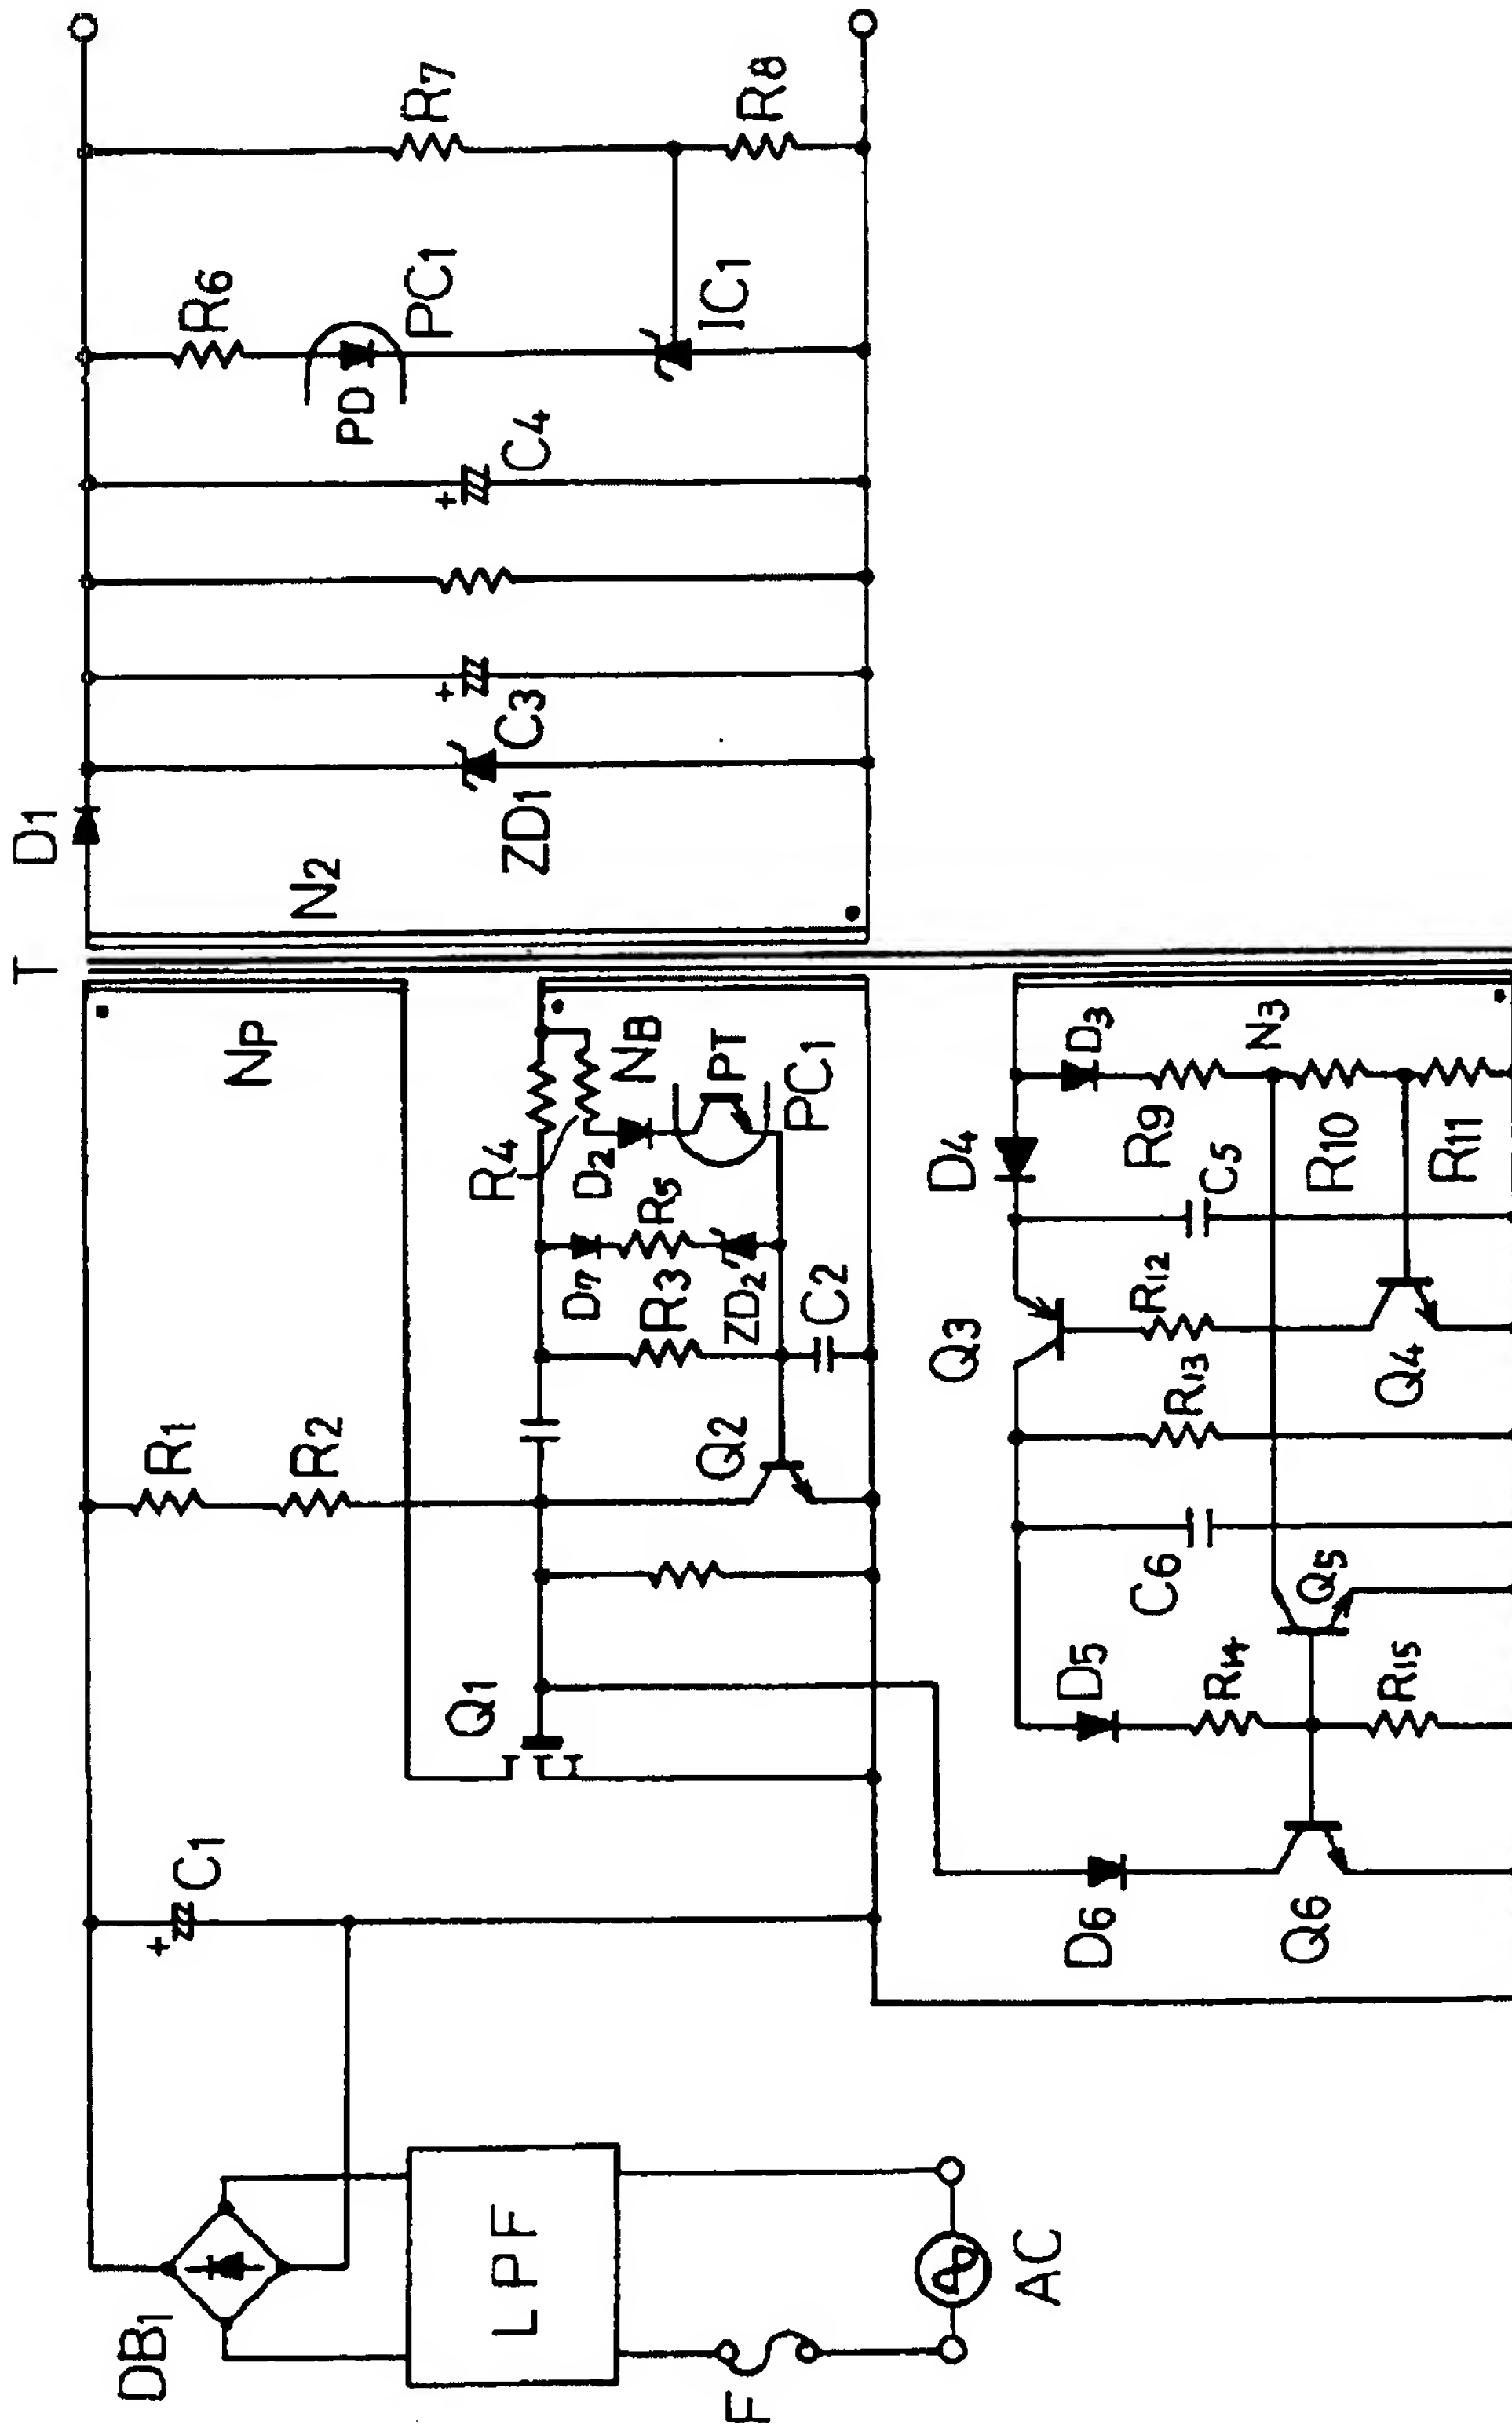 T
D1
N2
ZD1
C3
C4
PD
R6
PC1
IC1
R7
R8
NP
R1
R2
NB
R4
D2
PT
PC1
D7
R5
ZD2
R3
C2
Q2
Q1
C1
DB1
LPF
F
AC
D3
N3
D4
R9
C5
R10
R11
R12
Q3
Q4
R13
C6
Q5
D5
R14
R15
D6
Q6